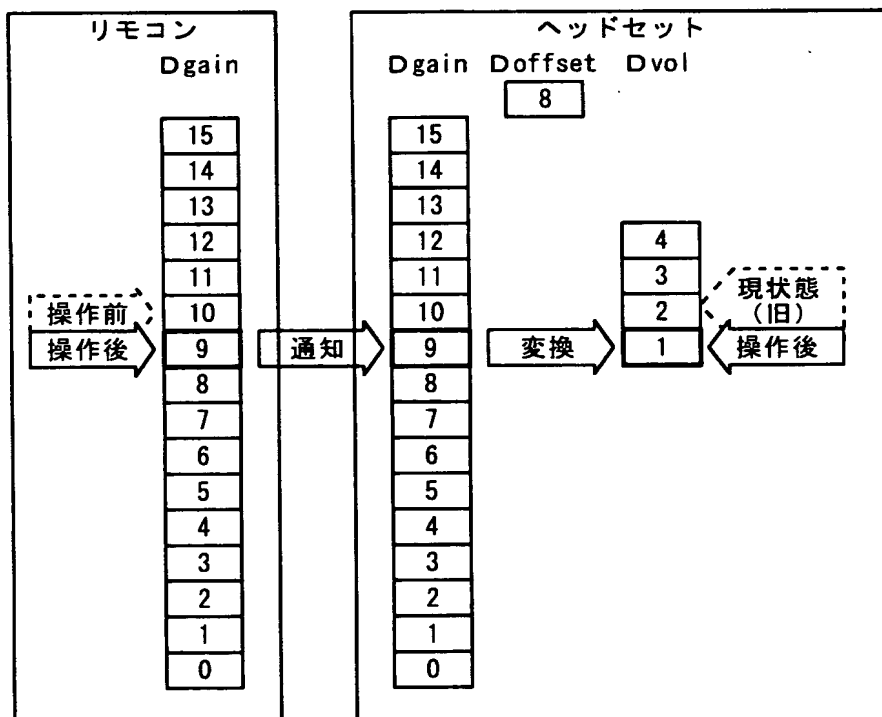 リモコン ヘッドセット
Dgain Dgain Doffset Dvol
8
15 15
14 14
13 13
12 12 4
11 11 3
操作前 10 10 2 現状態
(旧)
操作後 9 通知 9 変換 1 操作後
8 8
7 7
6 6
5 5
4 4
3 3
2 2
1 1
0 0